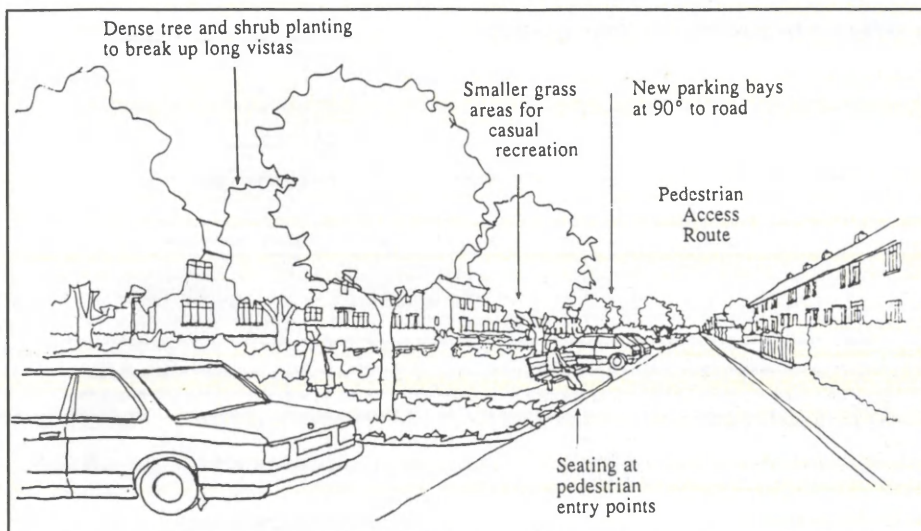 Dense tree and shrub planting
to break up long vistas
Smaller grass
areas for
casual
recreation
New parking bays
at 90° to road
Pedestrian
Access
Route
Seating at
pedestrian
entry points